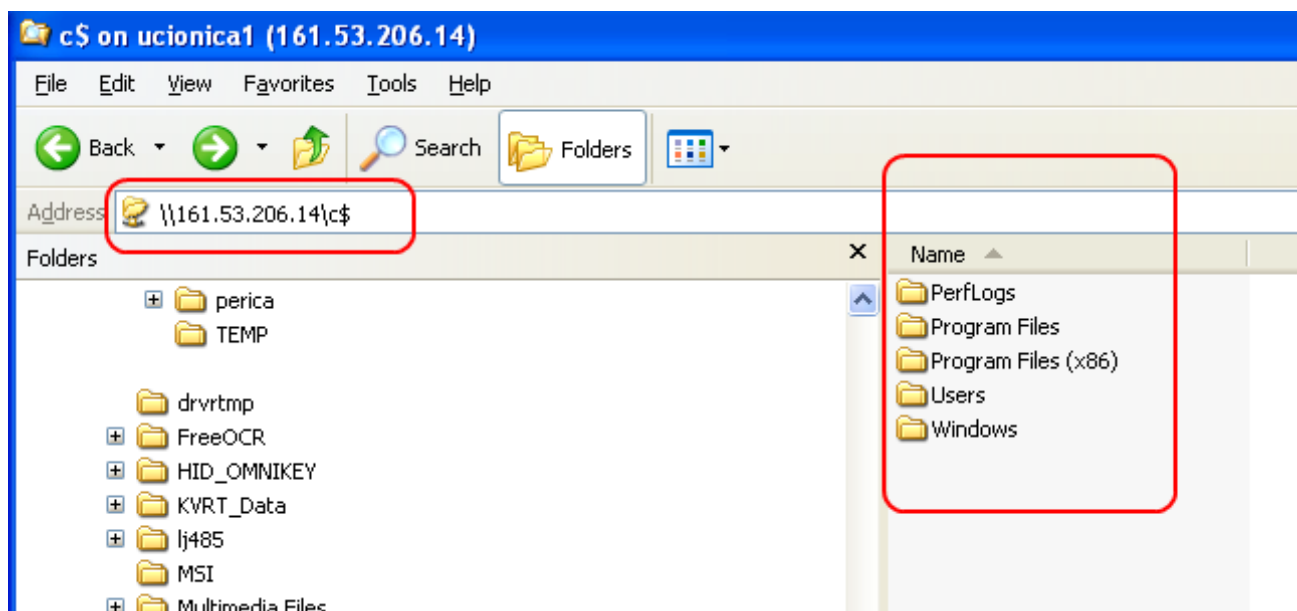 c$ on ucionica1 (161.53.206.14)
File Edit View Favorites Tools Help
Back Search Folders
Address \\161.53.206.14\c$
Folders
perica
TEMP
drvrtmp
FreeOCR
HID_OMNIKEY
KVRT_Data
lj485
MSI
Multimedia Files
Name
PerfLogs
Program Files
Program Files (x86)
Users
Windows